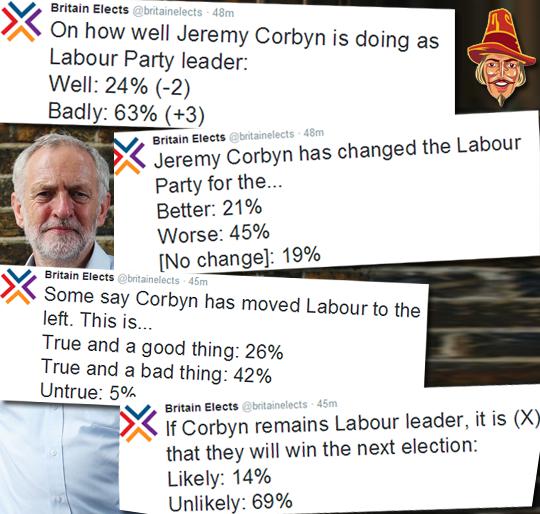 Britain Elects @britainelects · 48m
On how well Jeremy Corbyn is doing as
Labour Party leader:
Well: 24% (-2)
Badly: 63% (+3)
Britain Elects @britainelects · 48m
Jeremy Corbyn has changed the Labour
Party for the...
Better: 21%
Worse: 45%
[No change]: 19%
Britain Elects @britainelects · 45m
Some say Corbyn has moved Labour to the
left. This is...
True and a good thing: 26%
True and a bad thing: 42%
Untrue: 5%
Britain Elects @britainelects · 45m
If Corbyn remains Labour leader, it is (X)
that they will win the next election:
Likely: 14%
Unlikely: 69%